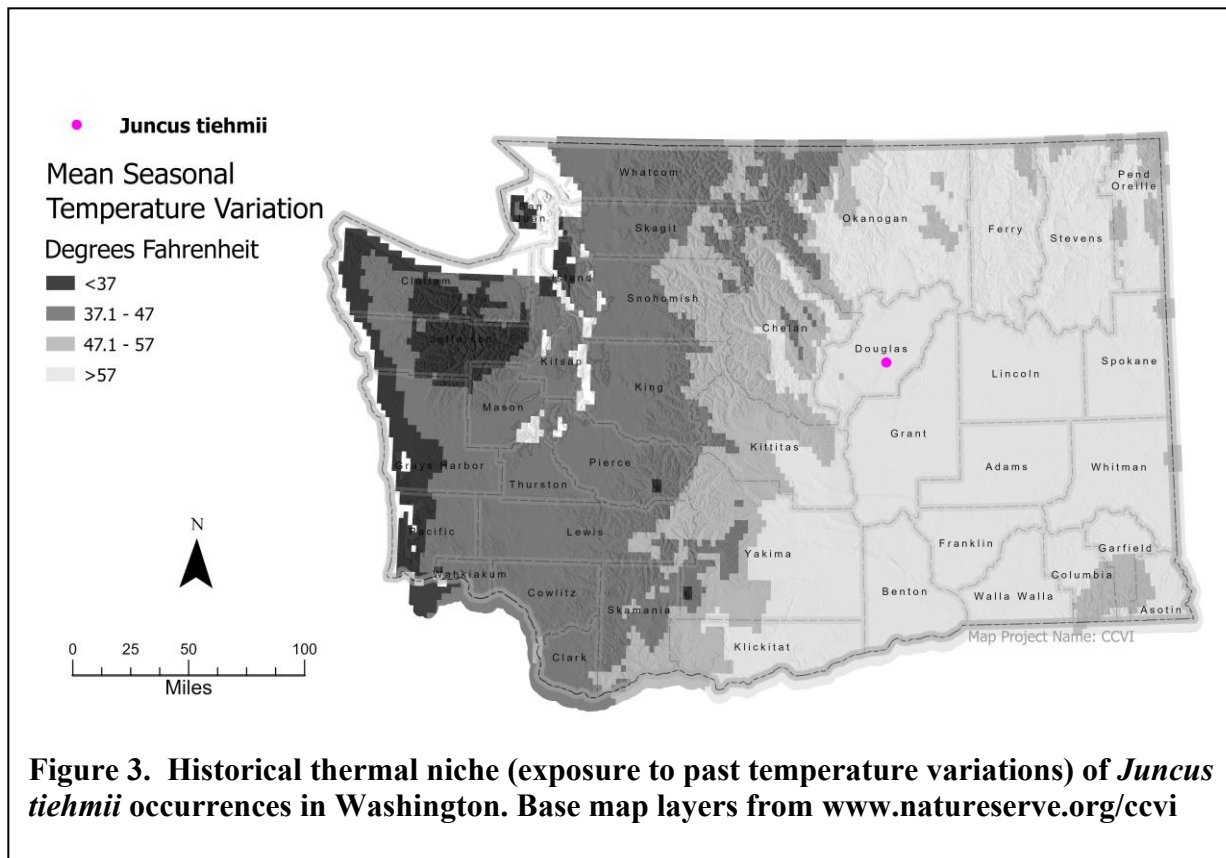 Juncus tiehmii
Mean Seasonal
Temperature Variation
Degrees Fahrenheit
<37
37.1 - 47
47.1 - 57
>57
Whatcom
Pend
Oreille
San
Juan
Okanogan
Ferry
Stevens
Skagit
Clallam
Island
Snohomish
Chelan
Jefferson
Douglas
Spokane
Kitsap
Lincoln
King
Mason
Grant
Kittitas
Grays Harbor
Pierce
Adams
Whitman
Thurston
Pacific
Lewis
Franklin
Garfield
Yakima
Columbia
Wahkiakum
Cowlitz
Benton
Walla Walla
Asotin
Skamania
Map Project Name: CCVI
Klickitat
Clark
N
0 25 50 100
Miles
Figure 3. Historical thermal niche (exposure to past temperature variations) of Juncus
tiehmii occurrences in Washington. Base map layers from www.natureserve.org/ccvi